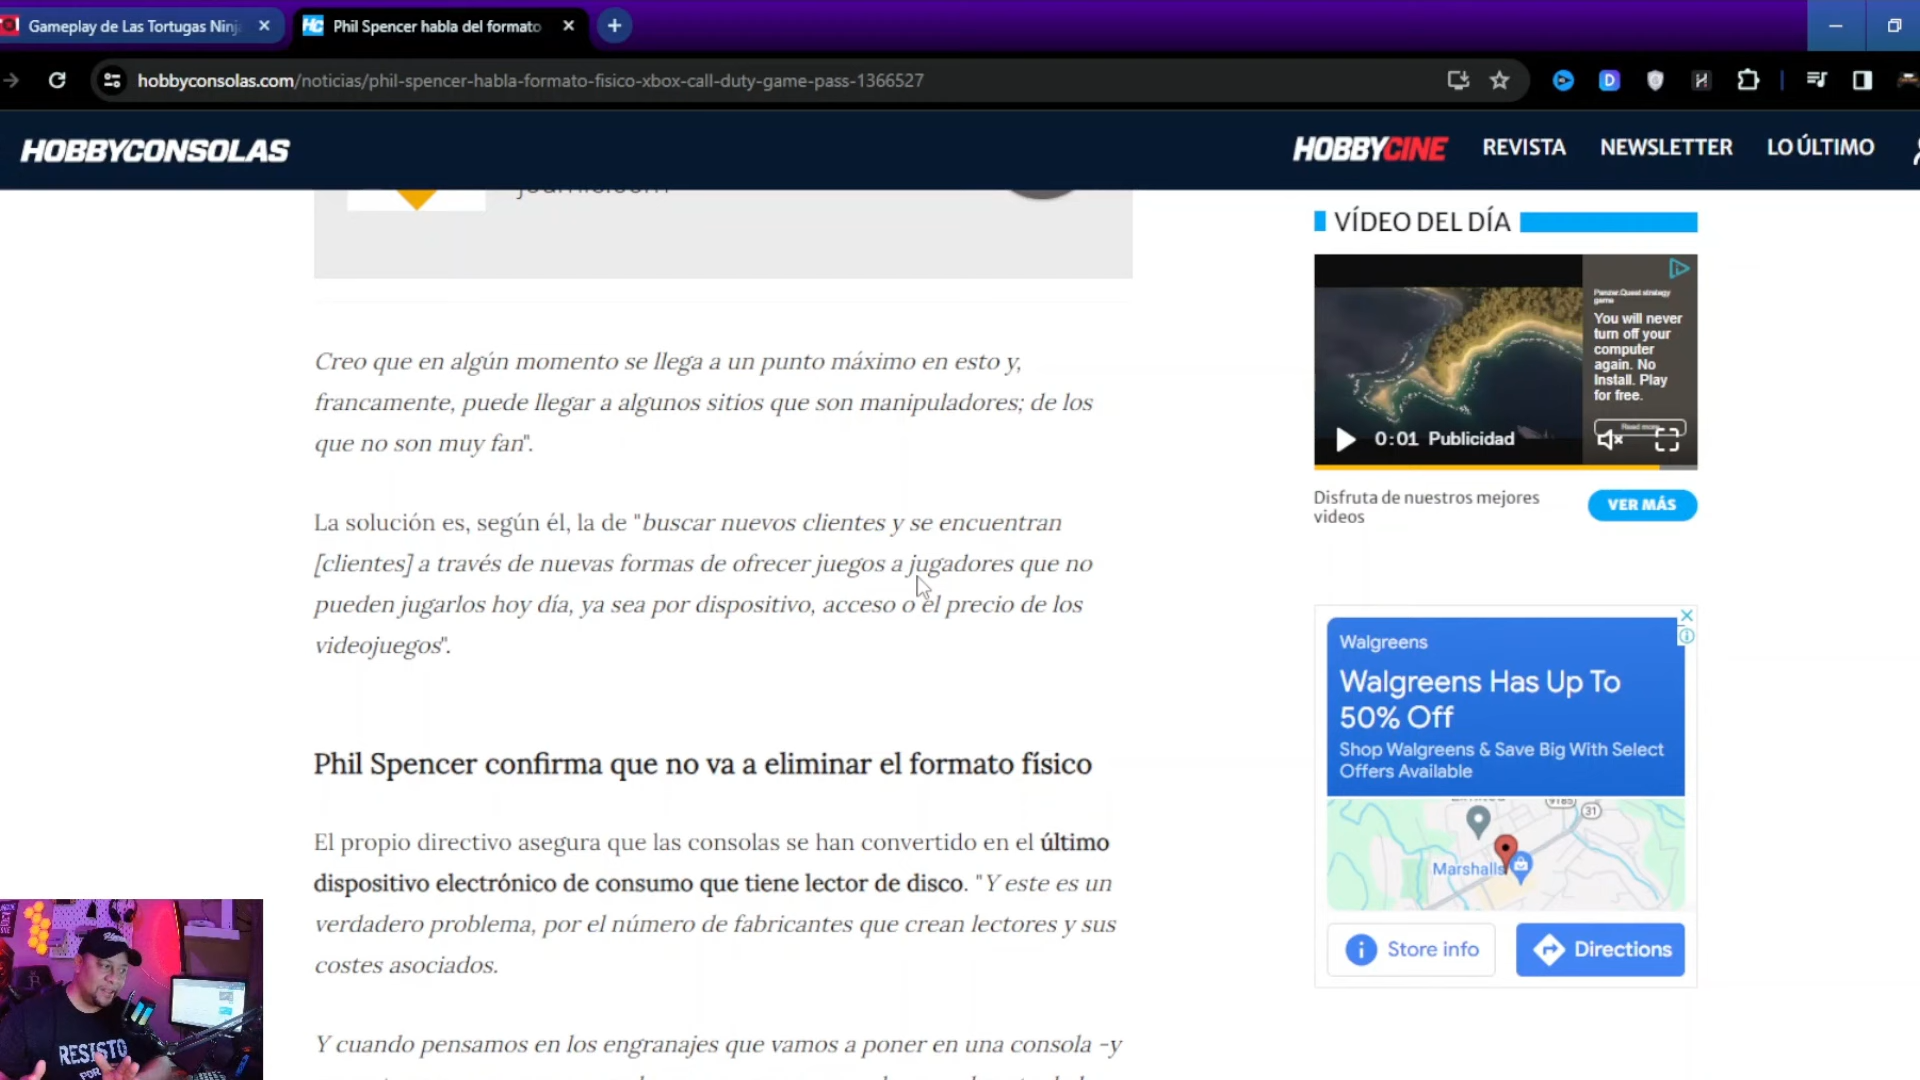 Gameplay de Las Tortugas Ninj
Phil Spencer habla del formato
hobbyconsolas.com/noticias/phil-spencer-habla-formato-fisico-xbox-call-duty-game-pass-1366527
HOBBYCONSOLAS
HOBBYCINE
REVISTA
NEWSLETTER
LO ÚLTIMO
Creo que en algún momento se llega a un punto máximo en esto y,
francamente, puede llegar a algunos sitios que son manipuladores; de los
que no son muy fan".
La solución es, según él, la de "buscar nuevos clientes y se encuentran
[clientes] a través de nuevas formas de ofrecer juegos a jugadores que no
pueden jugarlos hoy día, ya sea por dispositivo, acceso o el precio de los
videojuegos".
Phil Spencer confirma que no va a eliminar el formato físico
El propio directivo asegura que las consolas se han convertido en el último
dispositivo electrónico de consumo que tiene lector de disco. "Y este es un
verdadero problema, por el número de fabricantes que crean lectores y sus
costes asociados.
Y cuando pensamos en los engranajes que vamos a poner en una consola -y
VÍDEO DEL DÍA
Panzer Quest strategy
game
You will never
turn off your
computer
again. No
Install. Play
for free.
Read more
0:01 Publicidad
Disfruta de nuestros mejores
videos
VER MÁS
Walgreens
Walgreens Has Up To
50% Off
Shop Walgreens & Save Big With Select
Offers Available
9185
31
Marshalls
Store info
Directions
RESISTO
POR